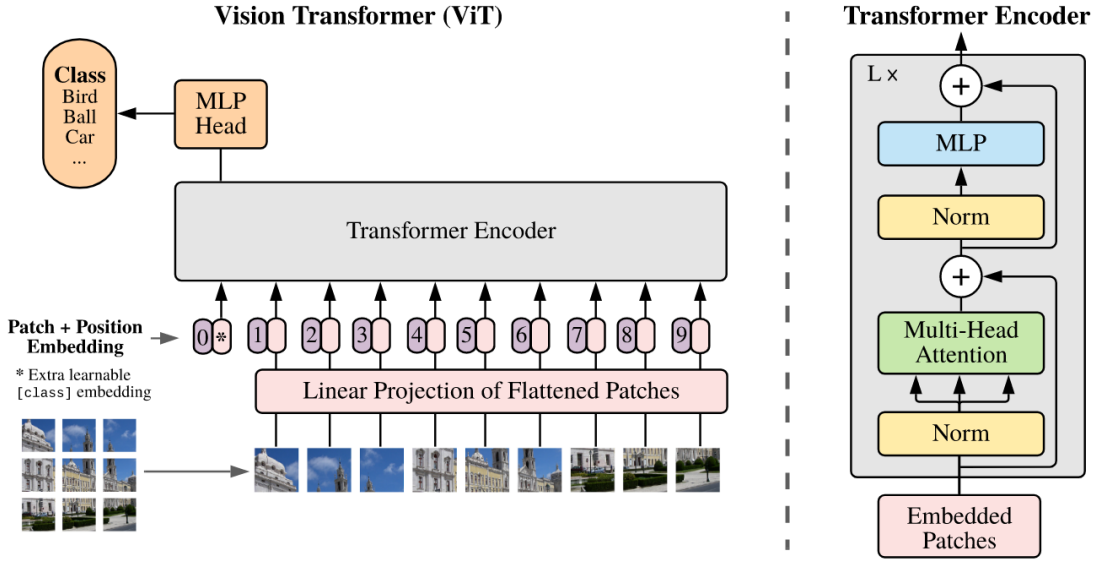 Vision Transformer (ViT)
Class
Bird
Ball
Car
...
MLP
Head
Transformer Encoder
0 * 1 2 3 4 5 6 7 8 9
Patch + Position
Embedding
* Extra learnable
[class] embedding
Linear Projection of Flattened Patches
Transformer Encoder
L ×
+
MLP
Norm
+
Multi-Head
Attention
Norm
Embedded
Patches